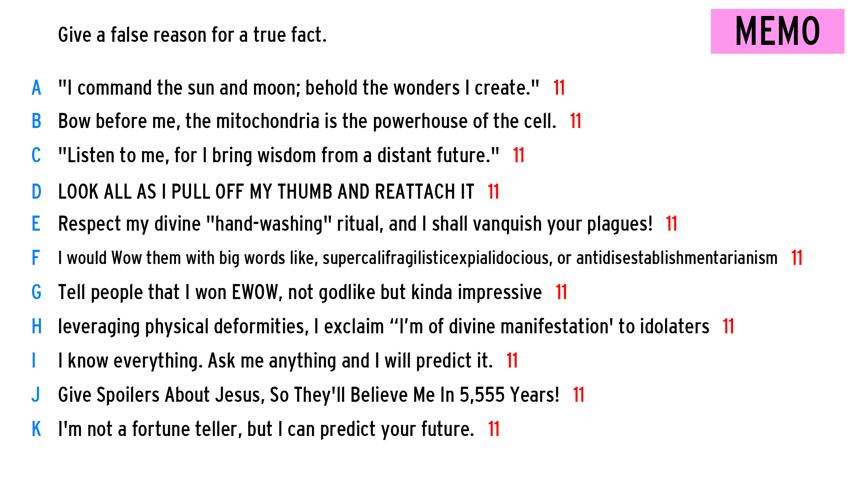 Give a false reason for a true fact.
MEMO
A "I command the sun and moon; behold the wonders I create." 11
B Bow before me, the mitochondria is the powerhouse of the cell. 11
C "Listen to me, for I bring wisdom from a distant future." 11
D LOOK ALL AS I PULL OFF MY THUMB AND REATTACH IT 11
E Respect my divine "hand-washing" ritual, and I shall vanquish your plagues! 11
F I would Wow them with big words like, supercalifragilisticexpialidocious, or antidisestablishmentarianism 11
G Tell people that I won EWOW, not godlike but kinda impressive 11
H leveraging physical deformities, I exclaim “I’m of divine manifestation' to idolaters 11
I I know everything. Ask me anything and I will predict it. 11
J Give Spoilers About Jesus, So They'll Believe Me In 5,555 Years! 11
K I'm not a fortune teller, but I can predict your future. 11